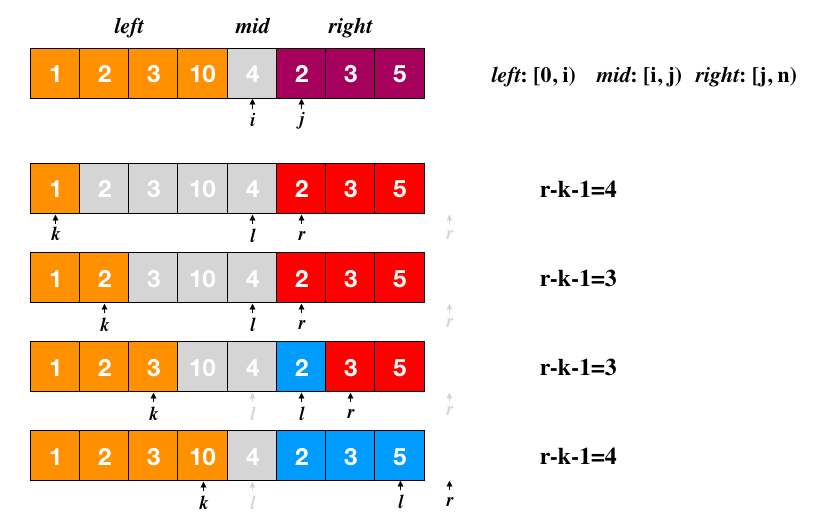 left mid right
1 2 3 10 4 2 3 5 left: [0, i) mid: [i, j) right: [j, n)
i j
1 2 3 10 4 2 3 5 r-k-1=4
k l r r
1 2 3 10 4 2 3 5 r-k-1=3
k l r r
1 2 3 10 4 2 3 5 r-k-1=3
k l l r r
1 2 3 10 4 2 3 5 r-k-1=4
k l l r